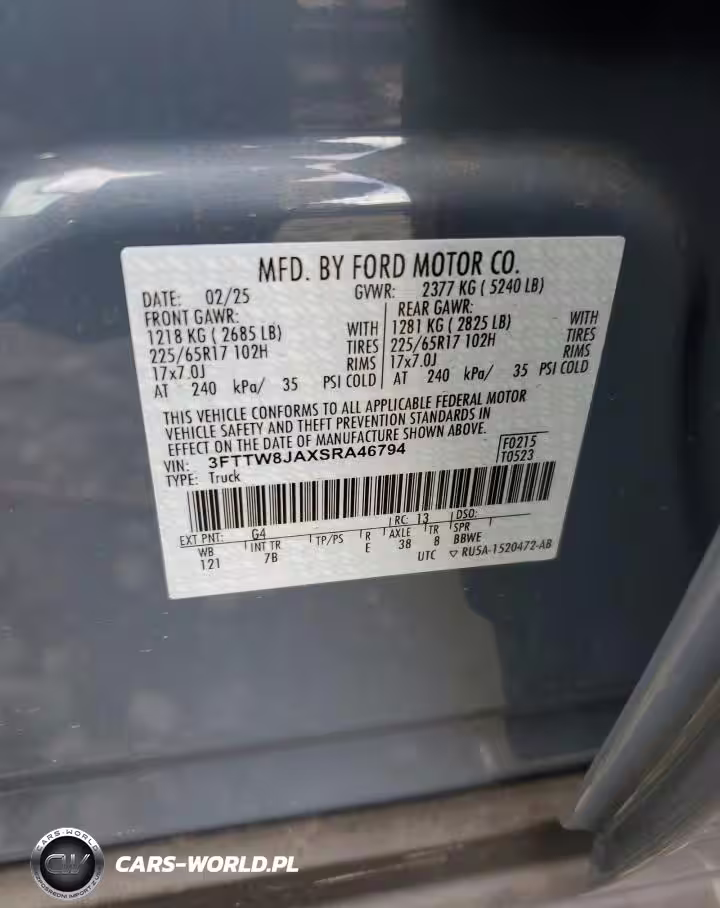 MFD. BY FORD MOTOR CO.
DATE: 02/25 GVWR: 2377 KG ( 5240 LB)
FRONT GAWR: REAR GAWR:
1218 KG ( 2685 LB) WITH 1281 KG ( 2825 LB) WITH
225/65R17 102H TIRES 225/65R17 102H TIRES
17x7.0J RIMS 17x7.0J RIMS
AT 240 kPa/ 35 PSI COLD AT 240 kPa/ 35 PSI COLD
THIS VEHICLE CONFORMS TO ALL APPLICABLE FEDERAL MOTOR
VEHICLE SAFETY AND THEFT PREVENTION STANDARDS IN
EFFECT ON THE DATE OF MANUFACTURE SHOWN ABOVE.
VIN: 3FTTW8JAXSRA46794 F0215
TYPE: Truck T0523
EXT PNT: G4 RC: 13 DSO:
WB INT TR TP/PS R AXLE TR SPR
121 7B E 38 8 BBWE
UTC ▽ RU5A-1520472-AB
CARS-WORLD
CW
CARS-WORLD.PL